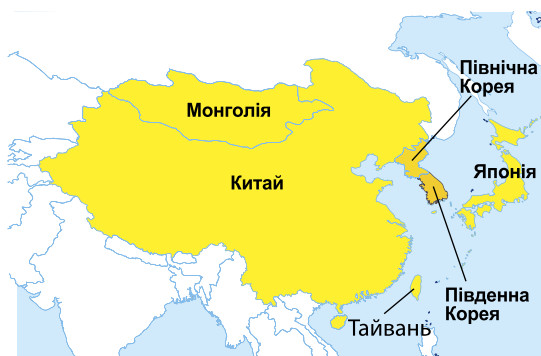 Північна
Корея
Монголія
Японія
Китай
Південна
Корея
Тайвань